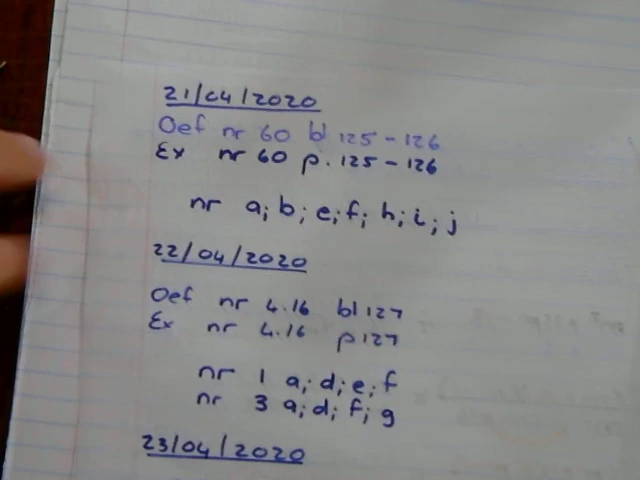 21/04/2020
Oef nr 60 bl 125-126
Ex nr 60 p. 125-126
nr a; b; e; f; h; i; j
22/04/2020
Oef nr 4.16 bl 127
Ex nr 4.16 p 127
nr 1 a; d; e; f
nr 3 a; d; f; g
23/04/2020